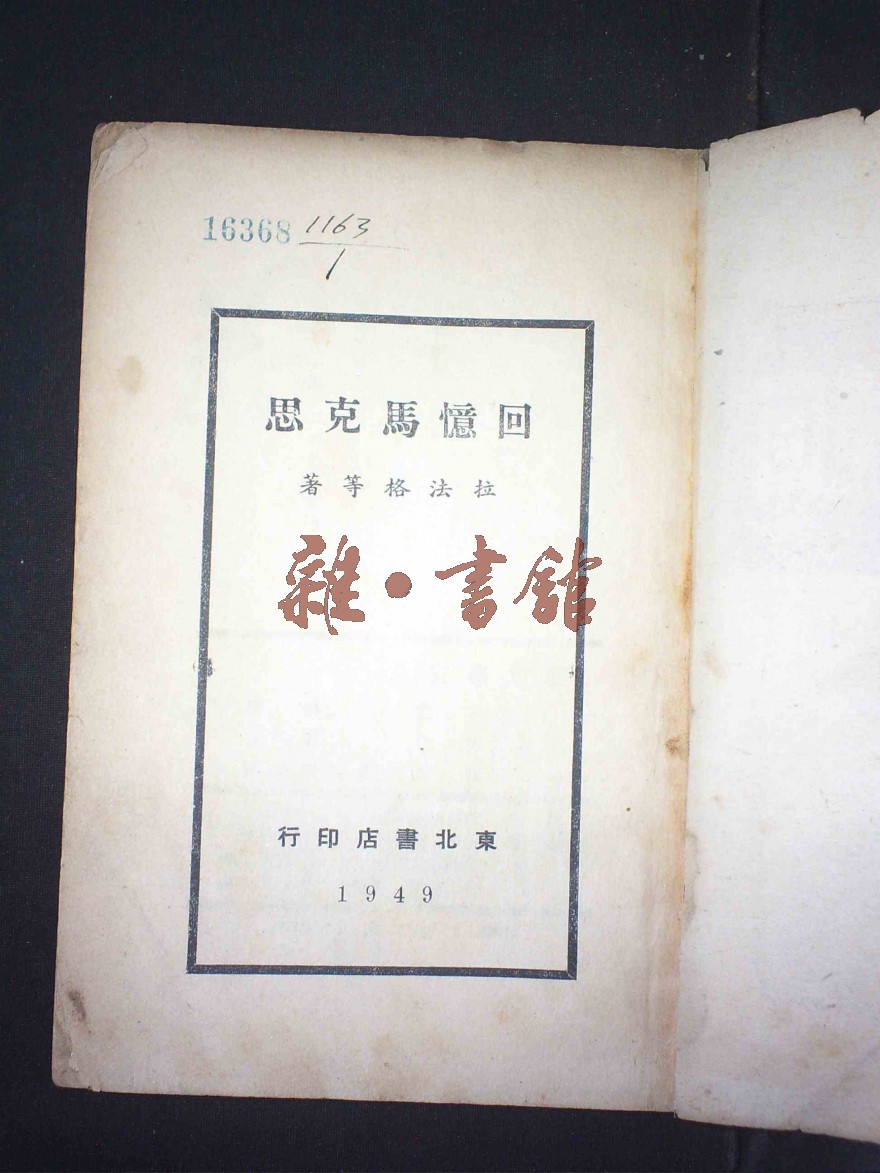 16368 1163
1
回憶馬克思
拉法格等著
雜·書館
東北書店印行
1949